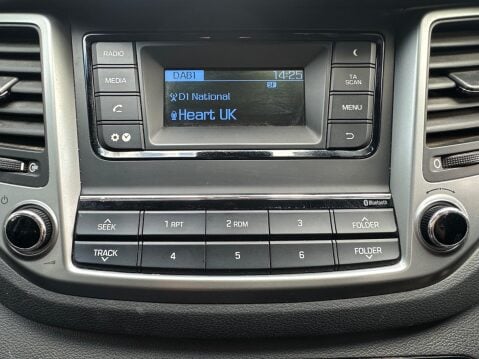 RADIO
MEDIA
DAB1 14:25
D1 National
Heart UK
TA
SCAN
MENU
Bluetooth
SEEK
1 RPT
2 RDM
3
FOLDER
TRACK
4
5
6
FOLDER